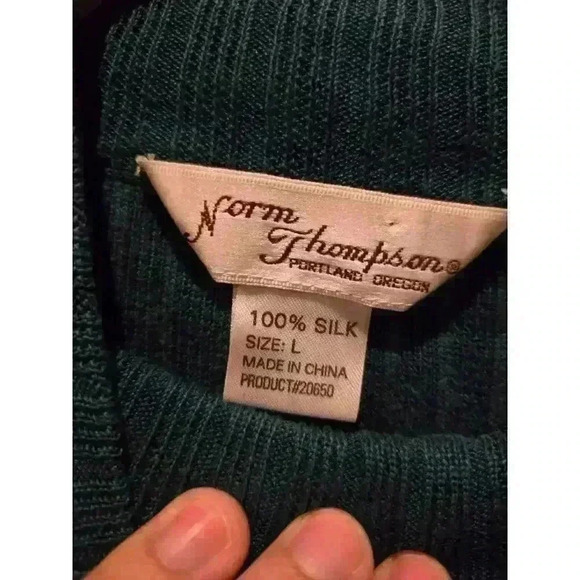 Norm
Thompson®
PORTLAND OREGON
100% SILK
SIZE: L
MADE IN CHINA
PRODUCT#20650